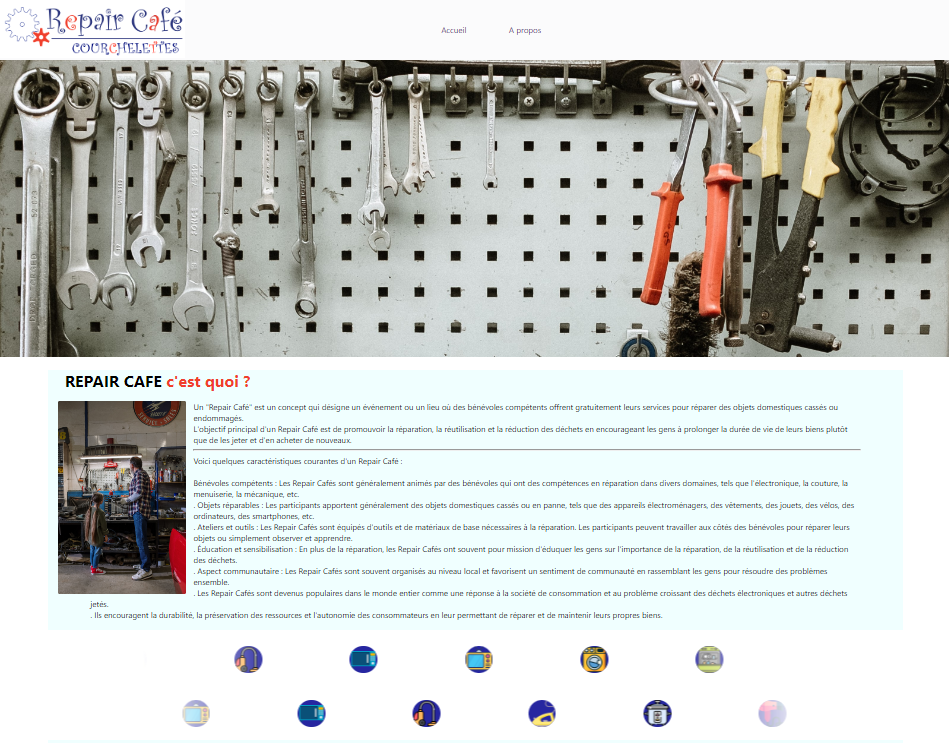 Repair Café
COURCHELETTES
Accueil A propos
REPAIR CAFE c'est quoi ?
Un "Repair Café" est un concept qui désigne un événement ou un lieu où des bénévoles compétents offrent gratuitement leurs services pour réparer des objets domestiques cassés ou
endommagés.
L'objectif principal d'un Repair Café est de promouvoir la réparation, la réutilisation et la réduction des déchets en encourageant les gens à prolonger la durée de vie de leurs biens plutôt
que de les jeter et d'en acheter de nouveaux.
Voici quelques caractéristiques courantes d'un Repair Café :
Bénévoles compétents : Les Repair Cafés sont généralement animés par des bénévoles qui ont des compétences en réparation dans divers domaines, tels que l'électronique, la couture, la
menuiserie, la mécanique, etc.
. Objets réparables : Les participants apportent généralement des objets domestiques cassés ou en panne, tels que des appareils électroménagers, des vêtements, des jouets, des vélos, des
ordinateurs, des smartphones, etc.
. Ateliers et outils : Les Repair Cafés sont équipés d'outils et de matériaux de base nécessaires à la réparation. Les participants peuvent travailler aux côtés des bénévoles pour réparer leurs
objets ou simplement observer et apprendre.
. Éducation et sensibilisation : En plus de la réparation, les Repair Cafés ont souvent pour mission d'éduquer les gens sur l'importance de la réparation, de la réutilisation et de la réduction
des déchets.
. Aspect communautaire : Les Repair Cafés sont souvent organisés au niveau local et favorisent un sentiment de communauté en rassemblant les gens pour résoudre des problèmes
ensemble.
. Les Repair Cafés sont devenus populaires dans le monde entier comme une réponse à la société de consommation et au problème croissant des déchets électroniques et autres déchets
jetés.
. Ils encouragent la durabilité, la préservation des ressources et l'autonomie des consommateurs en leur permettant de réparer et de maintenir leurs propres biens.